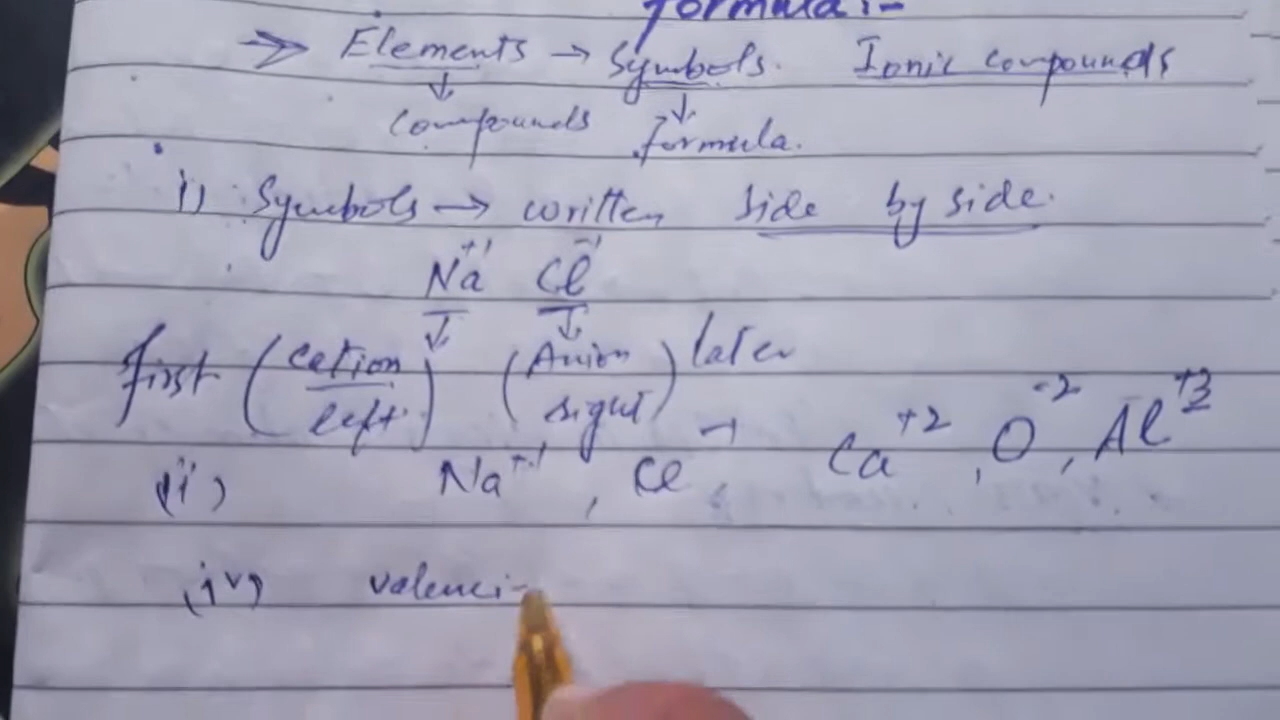 formula :-
⇒ Elements → Symbols. Ionic compounds
↓ ↓
compounds formula.
i) Symbols → written side by side.
Na⁺¹ Cl⁻¹
↓ ↓
first (Cation left) (Anion right) later
(ii) Na⁺¹, Cl⁻¹, Ca⁺², O⁻², Al⁺³
(iv) valenci-